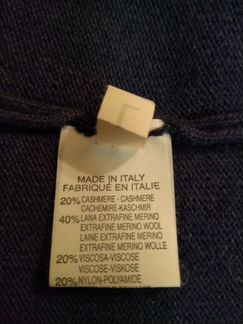 L
MADE IN ITALY
FABRIQUÉ EN ITALIE
20% CASHMERE - CASHMERE
CACHEMIRE-KASCHMIR
40% LANA EXTRAFINE MERINO
EXTRAFINE MERINO WOOL
LAINE EXTRAFINE MERINO
EXTRAFINE MERINO WOLLE
20% VISCOSA-VISCOSE
VISCOSE-VISKOSE
20% NYLON-POLYAMIDE